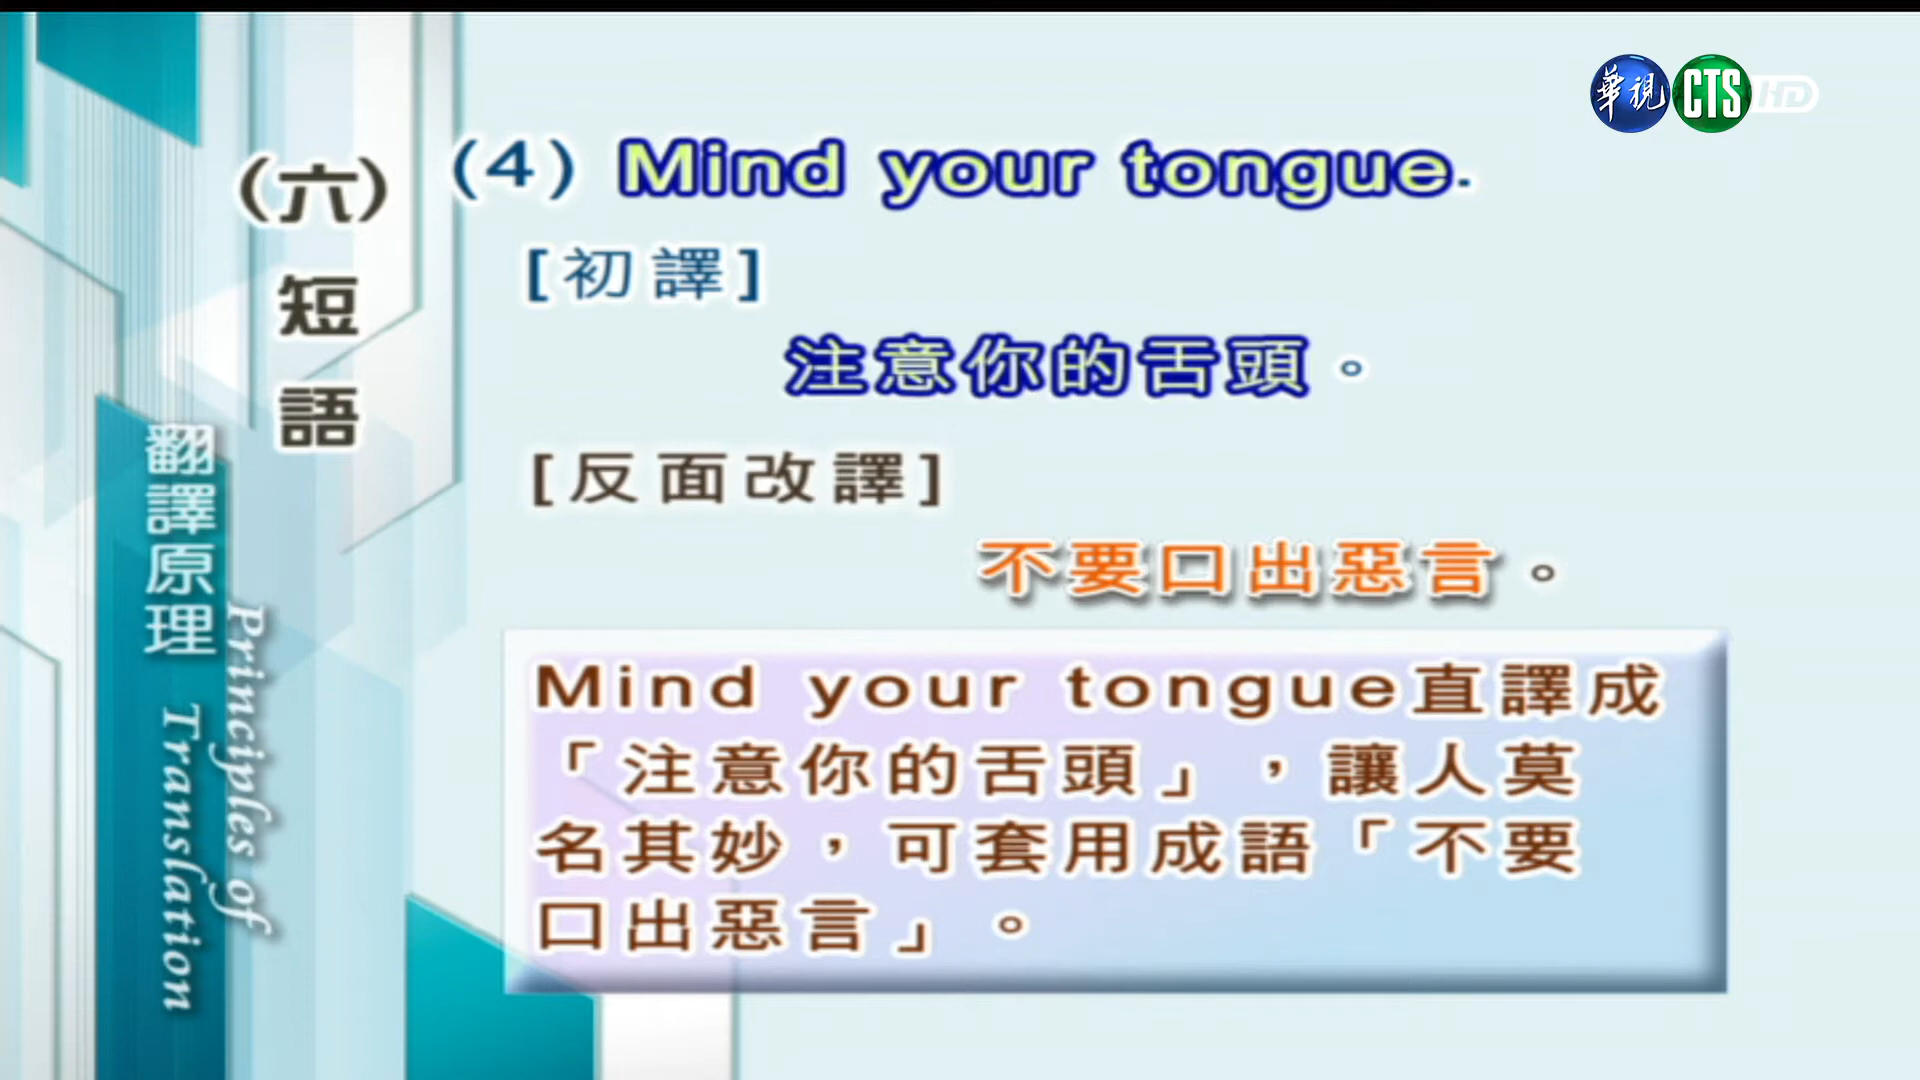 華視 CTS HD
(六)短語
(4) Mind your tongue.
[初譯]
注意你的舌頭。
[反面改譯]
不要口出惡言。
Mind your tongue直譯成
「注意你的舌頭」，讓人莫
名其妙，可套用成語「不要
口出惡言」。
翻譯原理
Principles of
Translation